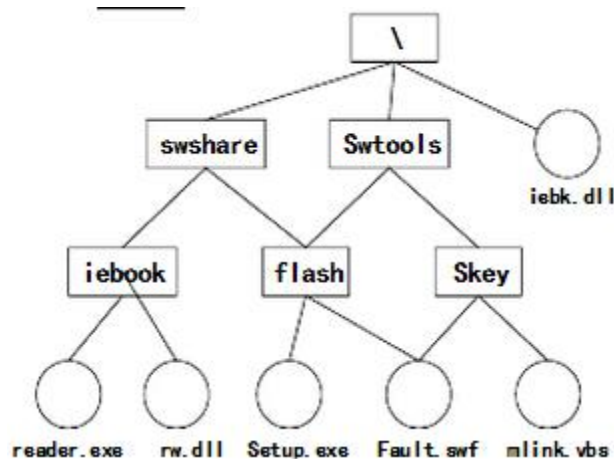 \
swshare
Swtools
iebk.dll
iebook
flash
Skey
reader.exe
rw.dll
Setup.exe
Fault.swf
mlink.vbs